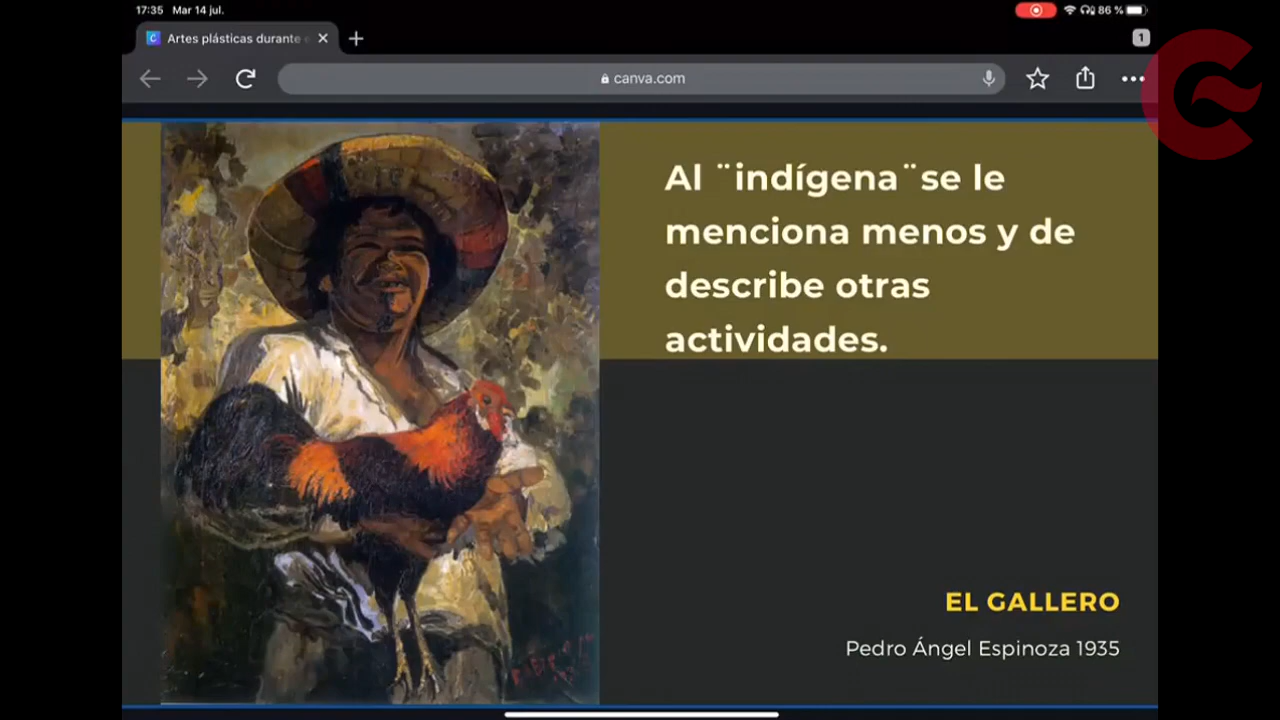 17:35 Mar 14 jul.
86 %
Artes plásticas durante
1
canva.com
Al ¨indígena¨se le
menciona menos y de
describe otras
actividades.
EL GALLERO
Pedro Ángel Espinoza 1935